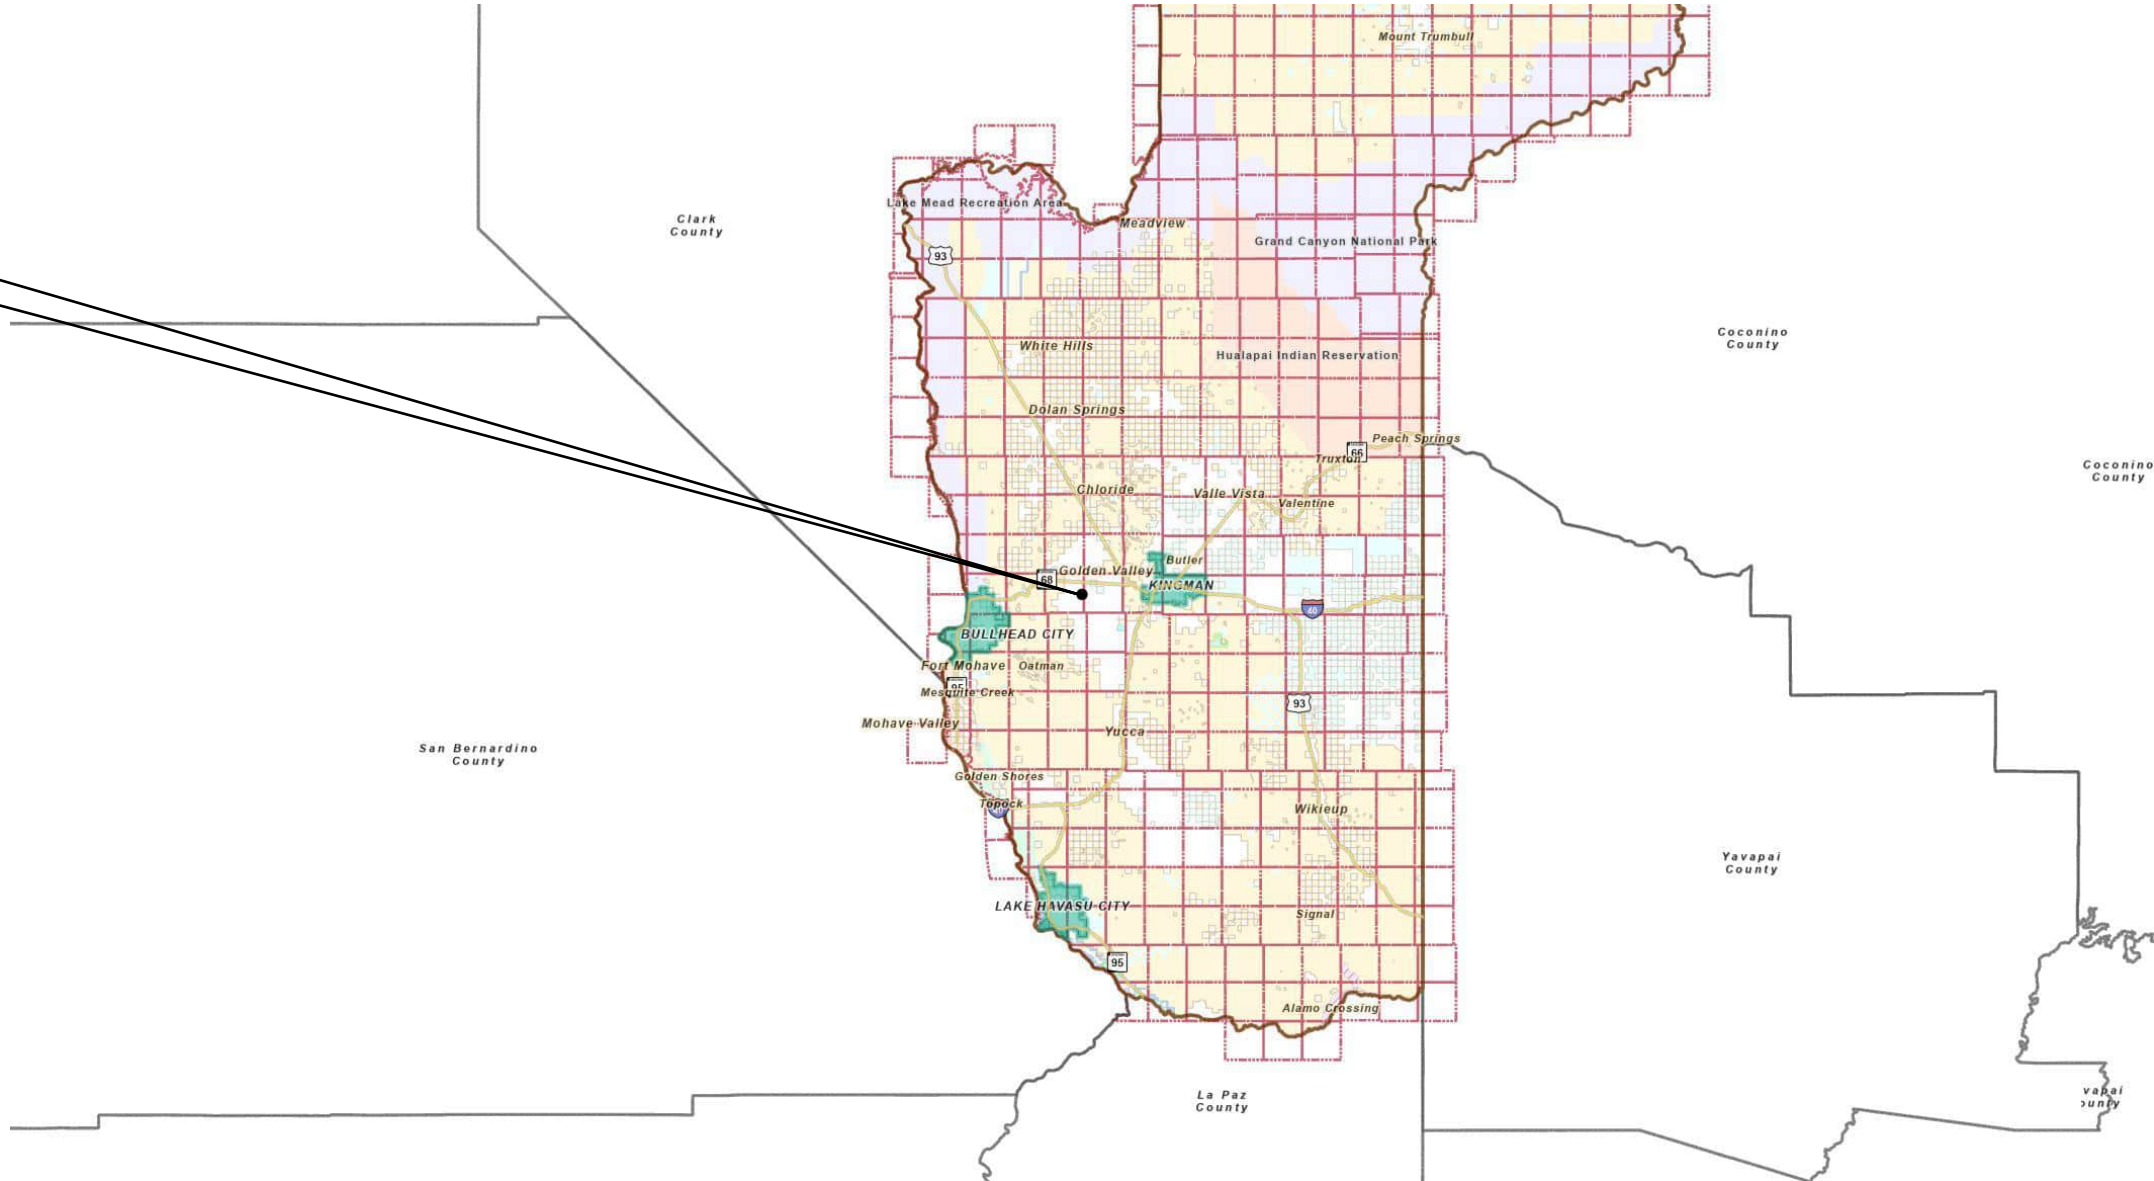 Mount Trumbull
Clark
County
Lake Mead Recreation Area
Meadview
Grand Canyon National Park
93
Coconino
County
White Hills
Hualapai Indian Reservation
Dolan Springs
Peach Springs
66
Truxton
Coconino
County
Chloride
Valle Vista
Valentine
Butler
Golden Valley
68
KINGMAN
40
BULLHEAD CITY
Fort Mohave
Oatman
95
Mesquite Creek
93
Mohave Valley
Yucca
San Bernardino
County
Golden Shores
Topock
Wikieup
Yavapai
County
LAKE HAVASU CITY
Signal
95
Alamo Crossing
La Paz
County
vapai
ounty